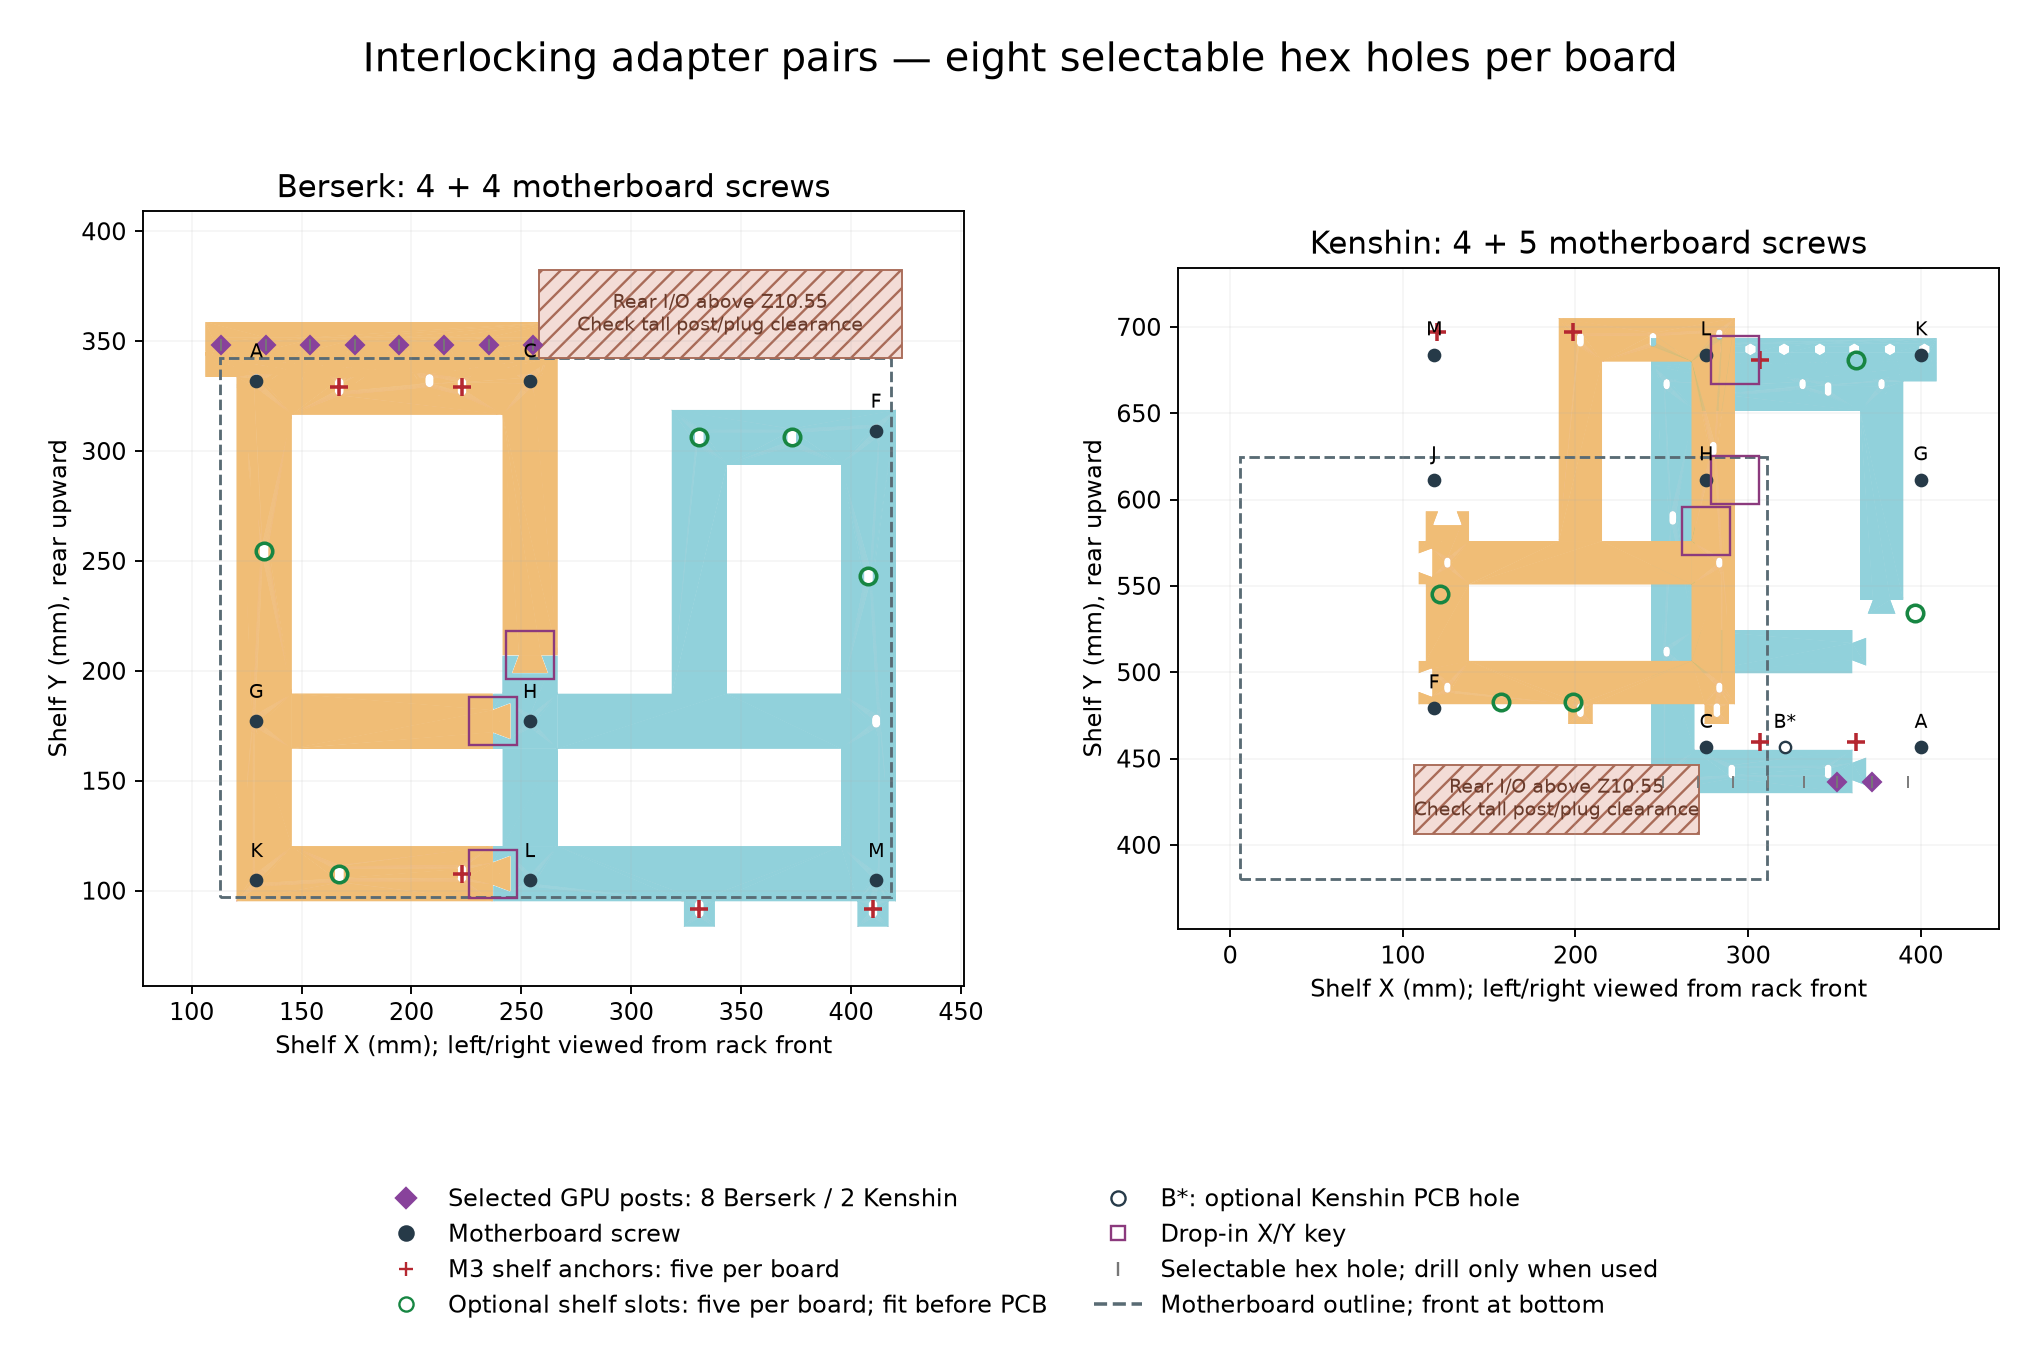 Interlocking adapter pairs — eight selectable hex holes per board
Berserk: 4 + 4 motherboard screws
400
350
300
250
200
150
100
Shelf Y (mm), rear upward
Rear I/O above Z10.55
Check tall post/plug clearance
A
C
F
G
H
K
L
M
100
150
200
250
300
350
400
450
Shelf X (mm); left/right viewed from rack front
Kenshin: 4 + 5 motherboard screws
700
650
600
550
500
450
400
Shelf Y (mm), rear upward
M
L
K
J
H
G
F
C
B*
A
Rear I/O above Z10.55
Check tall post/plug clearance
0
100
200
300
400
Shelf X (mm); left/right viewed from rack front
Selected GPU posts: 8 Berserk / 2 Kenshin
Motherboard screw
M3 shelf anchors: five per board
Optional shelf slots: five per board; fit before PCB
B*: optional Kenshin PCB hole
Drop-in X/Y key
Selectable hex hole; drill only when used
Motherboard outline; front at bottom